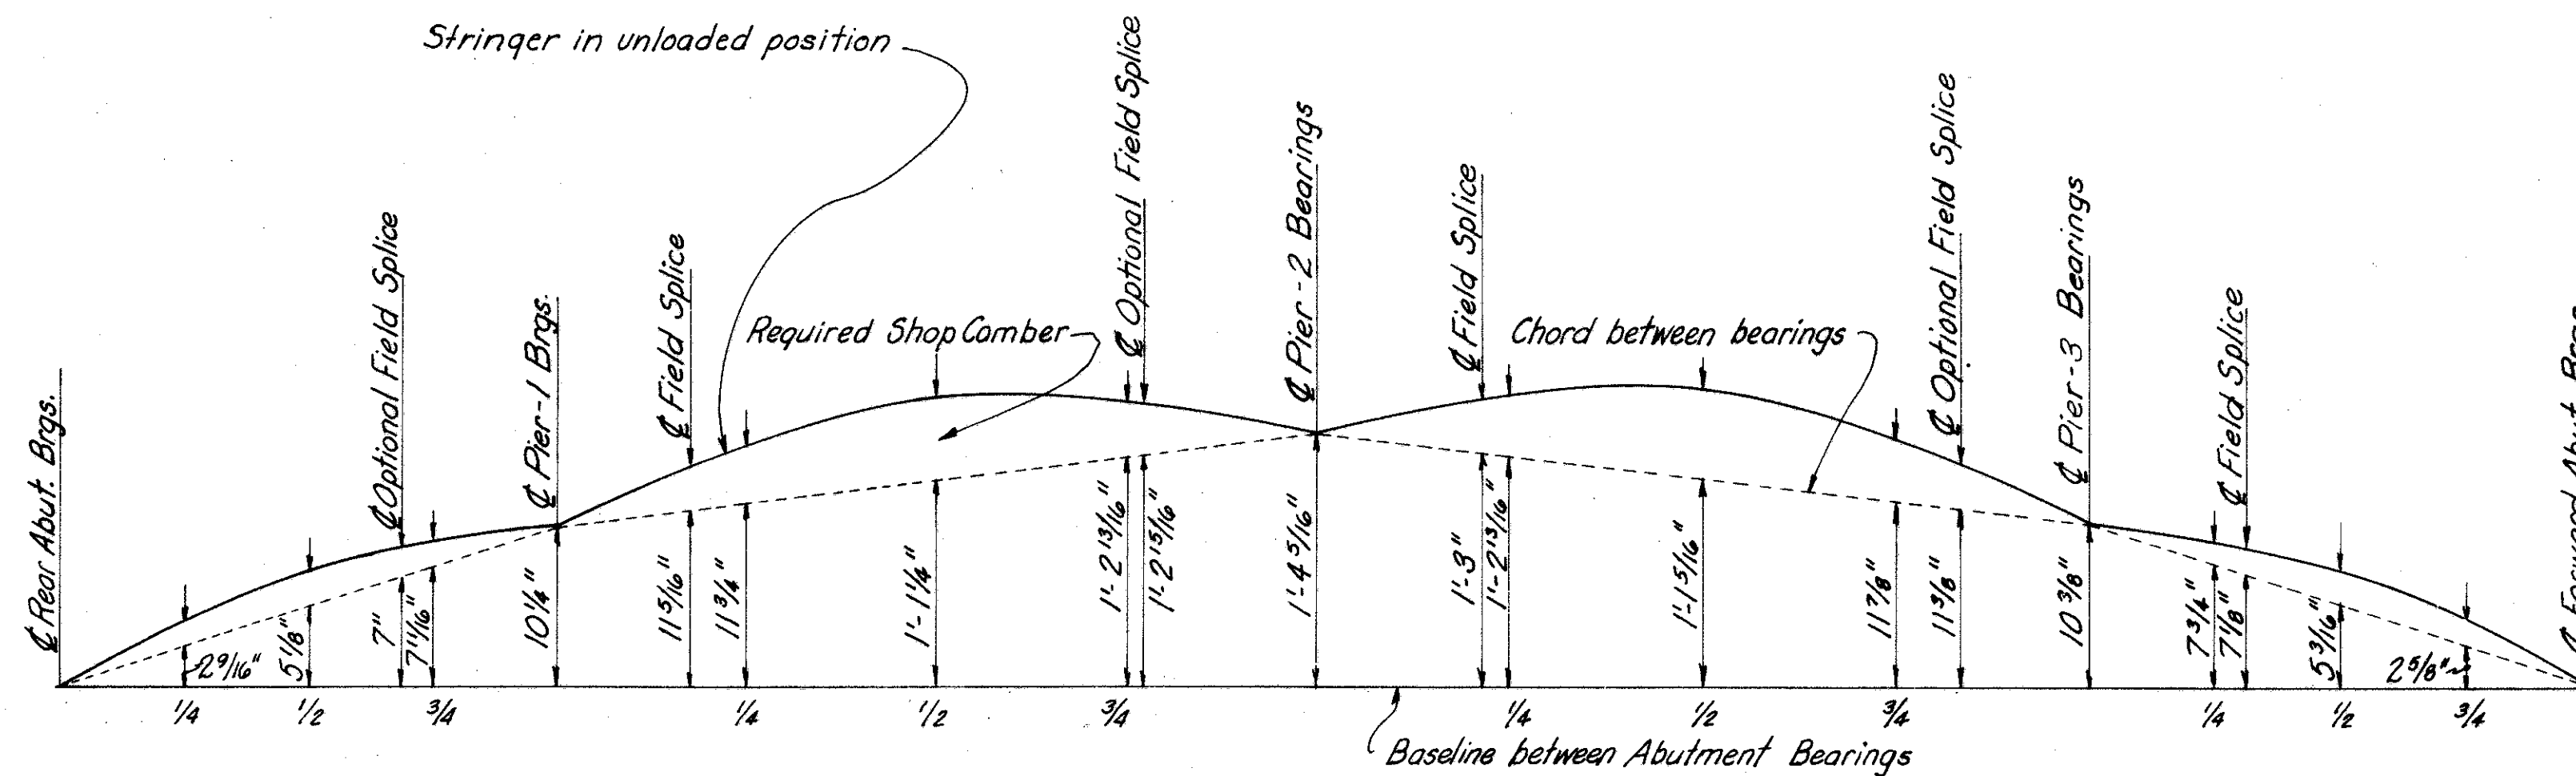 Stringer in unloaded position
℄ Rear Abut. Brgs.
℄ Optional Field Splice
℄ Pier-1 Brgs.
℄ Field Splice
Required Shop Camber
℄ Optional Field Splice
℄ Pier-2 Bearings
℄ Field Splice
Chord between bearings
℄ Optional Field Splice
℄ Pier-3 Bearings
℄ Field Splice
℄ Forward Abut. Brgs.
2 9/16"
5 1/8"
7"
7 11/16"
10 1/4"
11 5/16"
11 3/4"
1'-1 1/4"
1'-2 13/16"
1'-2 15/16"
1'-4 5/16"
1'-3"
1'-2 13/16"
1'-1 5/16"
11 7/8"
11 3/8"
10 3/8"
7 3/4"
7 1/8"
5 3/16"
2 5/8"
1/4 1/2 3/4 1/4 1/2 3/4 1/4 1/2 3/4 1/4 1/2 3/4
Baseline between Abutment Bearings